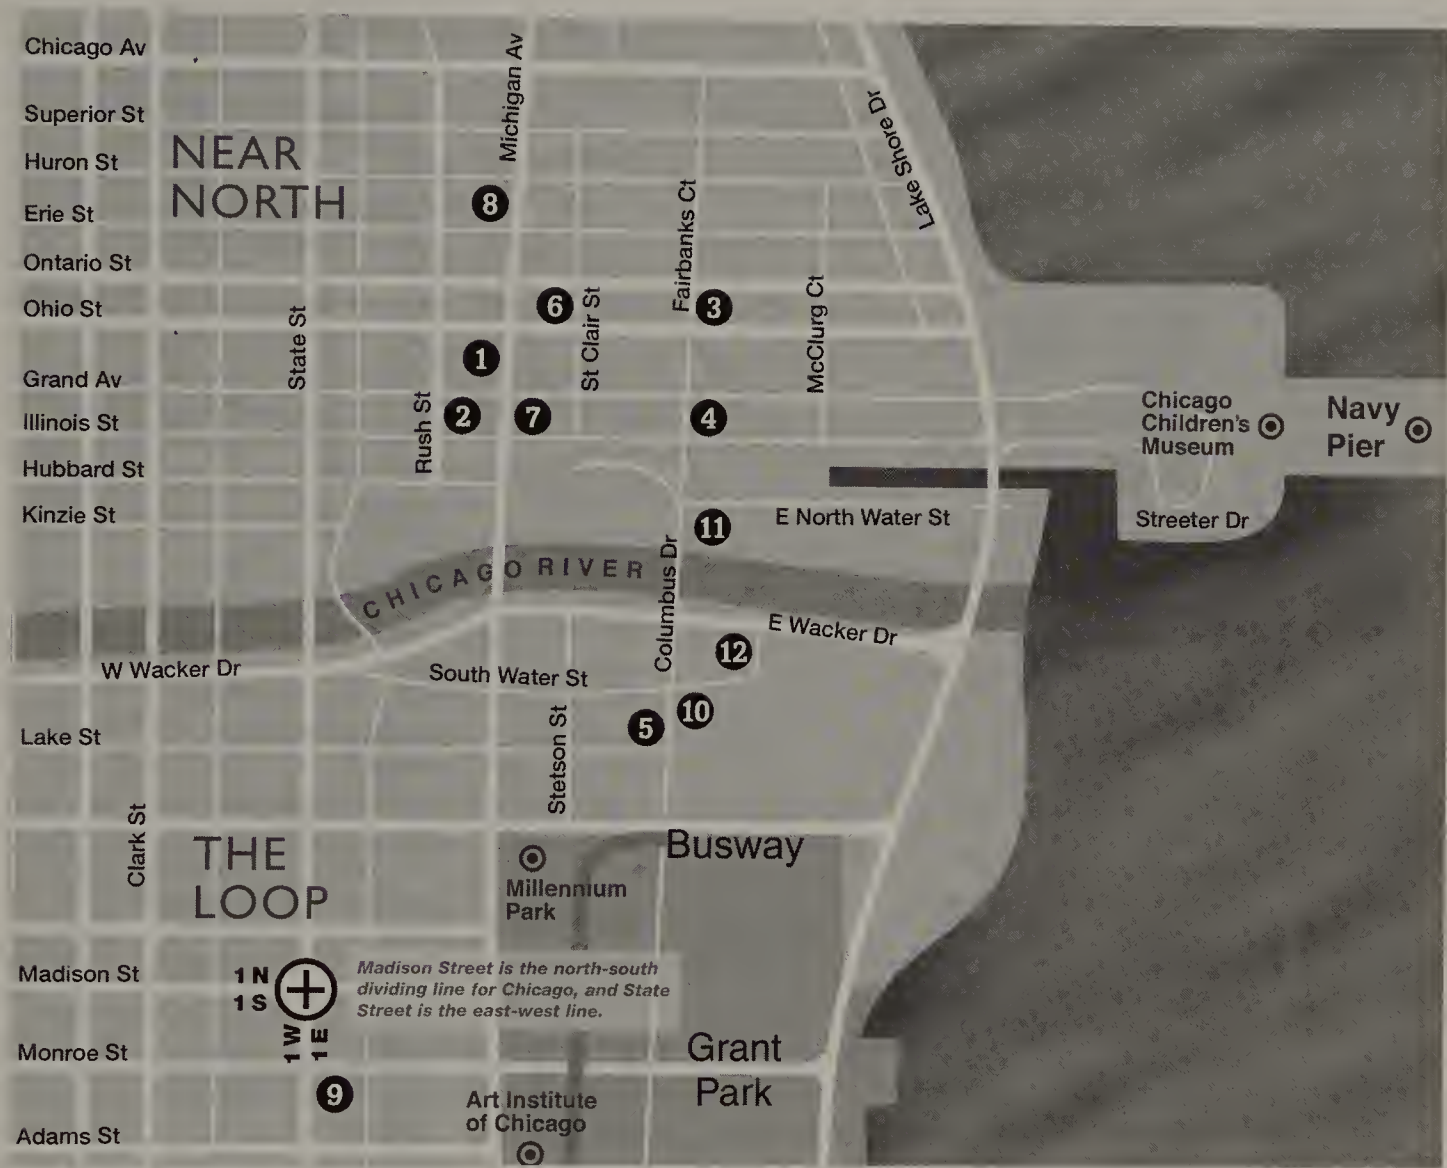 Chicago Av
Michigan Av
Superior St
NEAR
NORTH
Huron St
Lake Shore Dr
Erie St
8
Fairbanks Ct
Ontario St
Ohio St
State St
6
St Clair St
3
McClurg Ct
1
Grand Av
Rush St
2
7
4
Illinois St
Chicago
Children's
Museum
Navy
Pier
Hubbard St
Kinzie St
11
E North Water St
Streeter Dr
CHICAGO RIVER
Columbus Dr
E Wacker Dr
12
W Wacker Dr
South Water St
Stetson St
5
10
Lake St
Clark St
THE
LOOP
Busway
Millennium
Park
Madison St
1 N
1 S
1 W
1 E
Madison Street is the north-south
dividing line for Chicago, and State
Street is the east-west line.
Monroe St
Grant
Park
9
Art Institute
of Chicago
Adams St